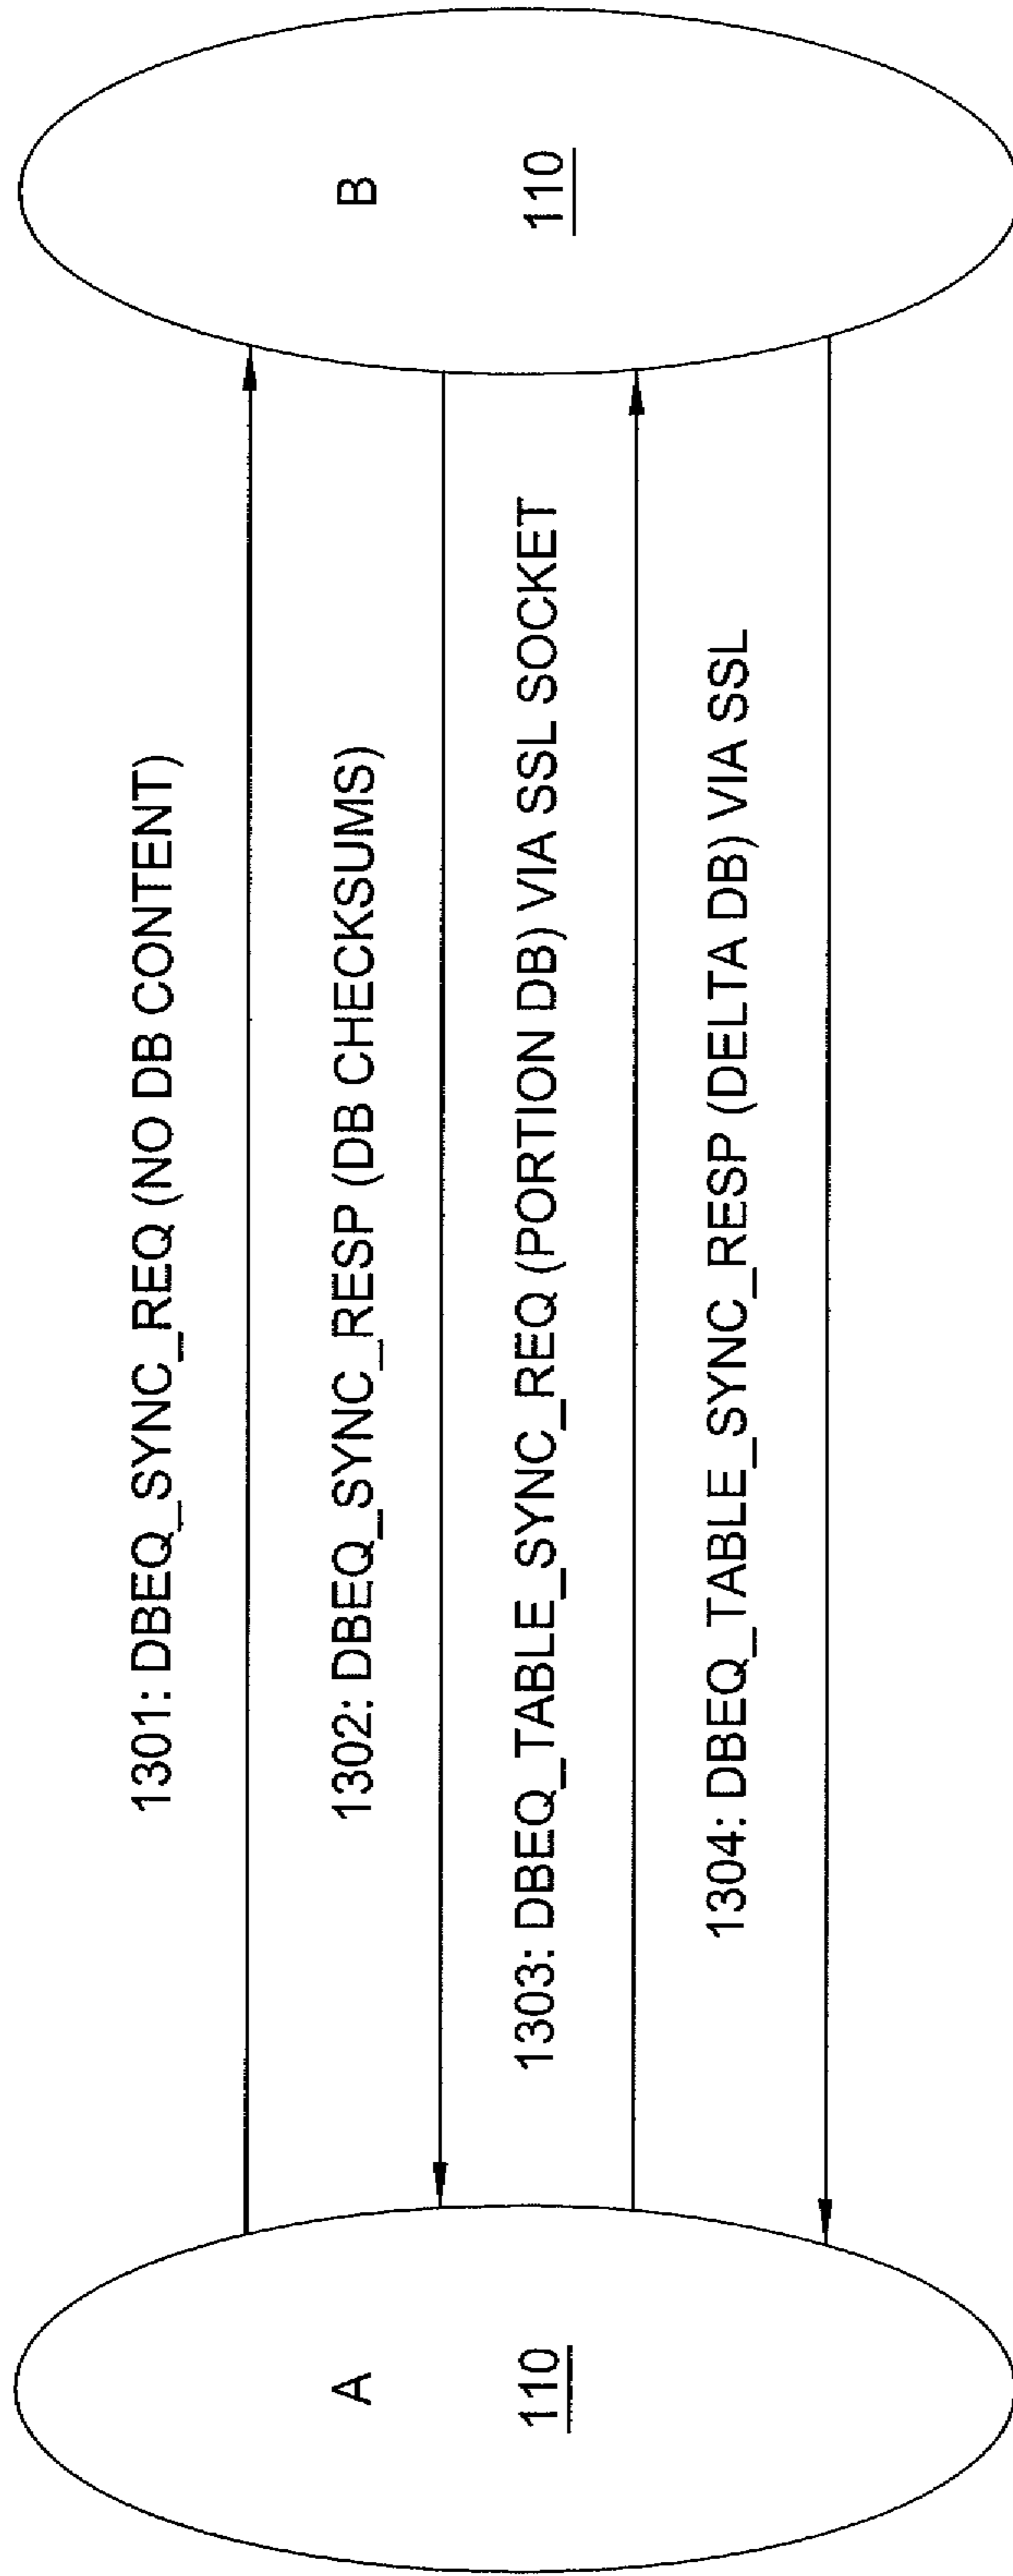 1301: DBEQ_SYNC_REQ (NO DB CONTENT)
1302: DBEQ_SYNC_RESP (DB CHECKSUMS)
1303: DBEQ_TABLE_SYNC_REQ (PORTION DB) VIA SSL SOCKET
1304: DBEQ_TABLE_SYNC_RESP (DELTA DB) VIA SSL
A
110
B
110